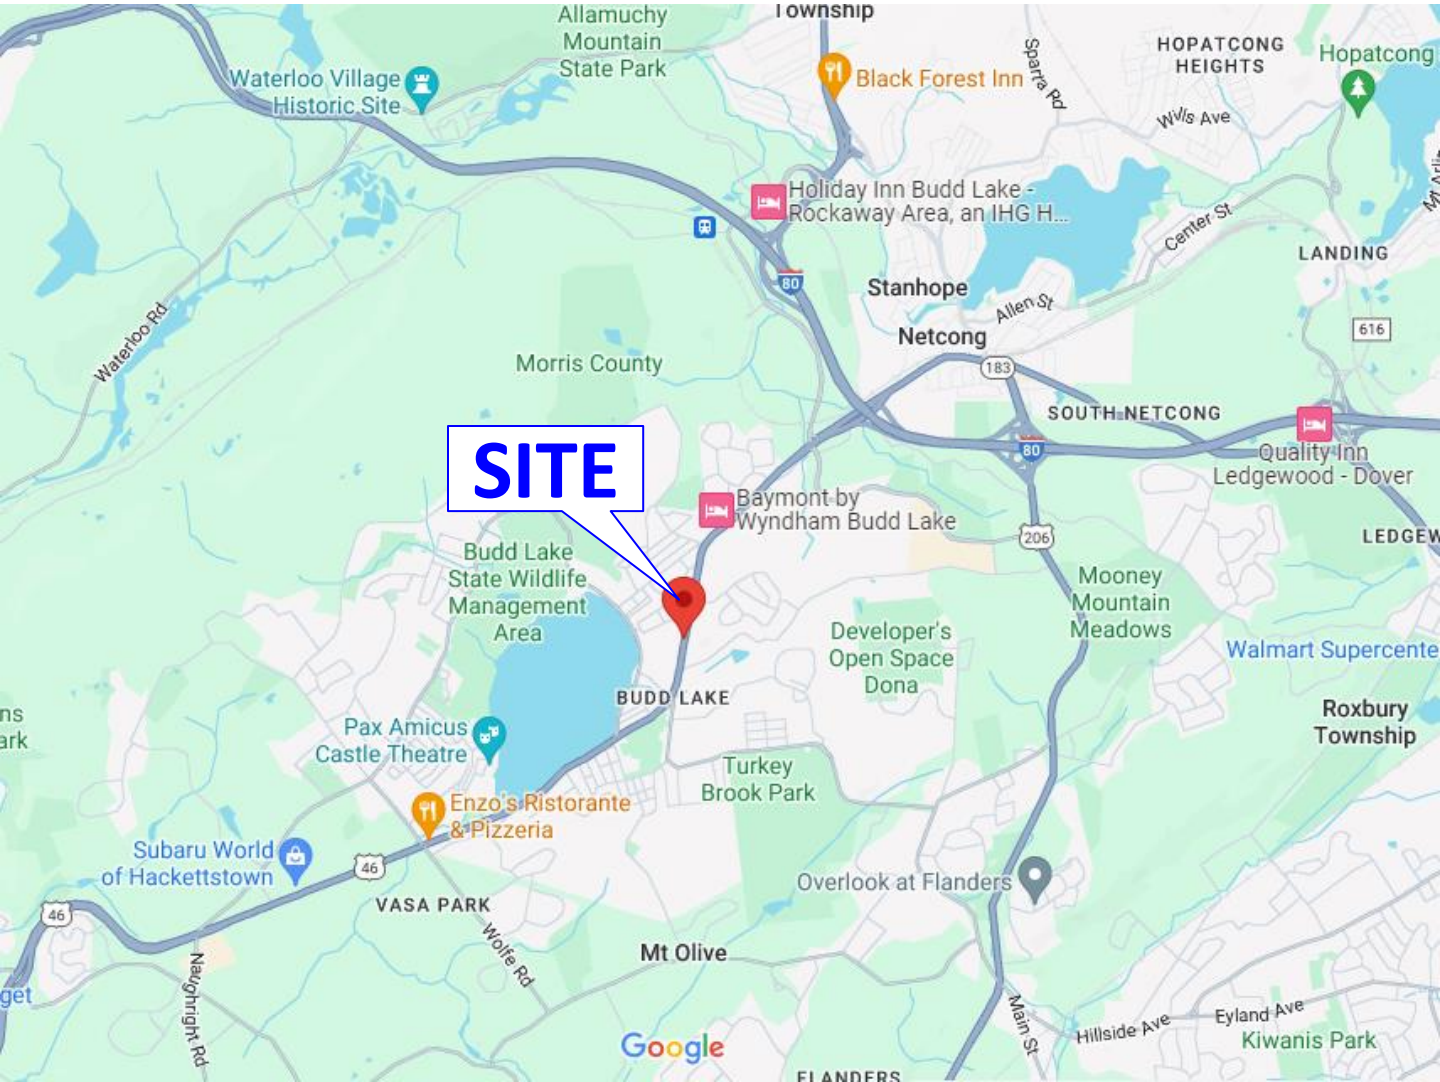 Allamuchy
Mountain
State Park
Township
HOPATCONG
HEIGHTS
Hopatcong
Waterloo Village
Historic Site
Black Forest Inn
Sparta Rd
Wills Ave
Holiday Inn Budd Lake -
Rockaway Area, an IHG H...
Center St
LANDING
80
Stanhope
Allen St
Netcong
616
Waterloo Rd
Morris County
183
SOUTH NETCONG
80
Quality Inn
Ledgewood - Dover
SITE
Baymont by
Wyndham Budd Lake
206
LEDGEW
Budd Lake
State Wildlife
Management
Area
Mooney
Mountain
Meadows
Developer's
Open Space
Dona
Walmart Supercente
BUDD LAKE
ns
ark
Roxbury
Township
Pax Amicus
Castle Theatre
Turkey
Brook Park
Enzo's Ristorante
& Pizzeria
Subaru World
of Hackettstown
46
Overlook at Flanders
46
VASA PARK
Wolfe Rd
Mt Olive
Naughright Rd
get
Main St
Hillside Ave
Eyland Ave
Kiwanis Park
Google
FLANDERS